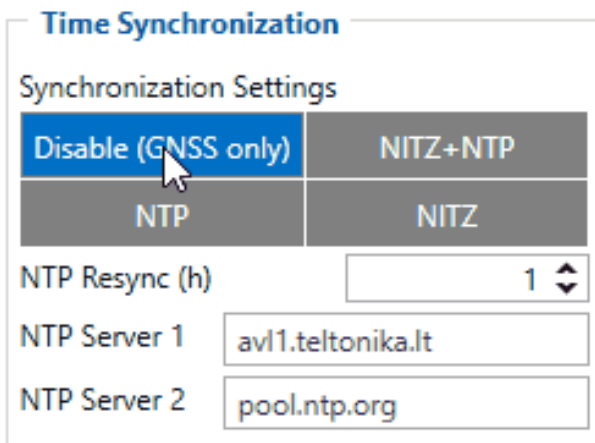 Time Synchronization
Synchronization Settings
Disable (GNSS only) NITZ+NTP
NTP NITZ
NTP Resync (h) 1
NTP Server 1 avl1.teltonika.lt
NTP Server 2 pool.ntp.org